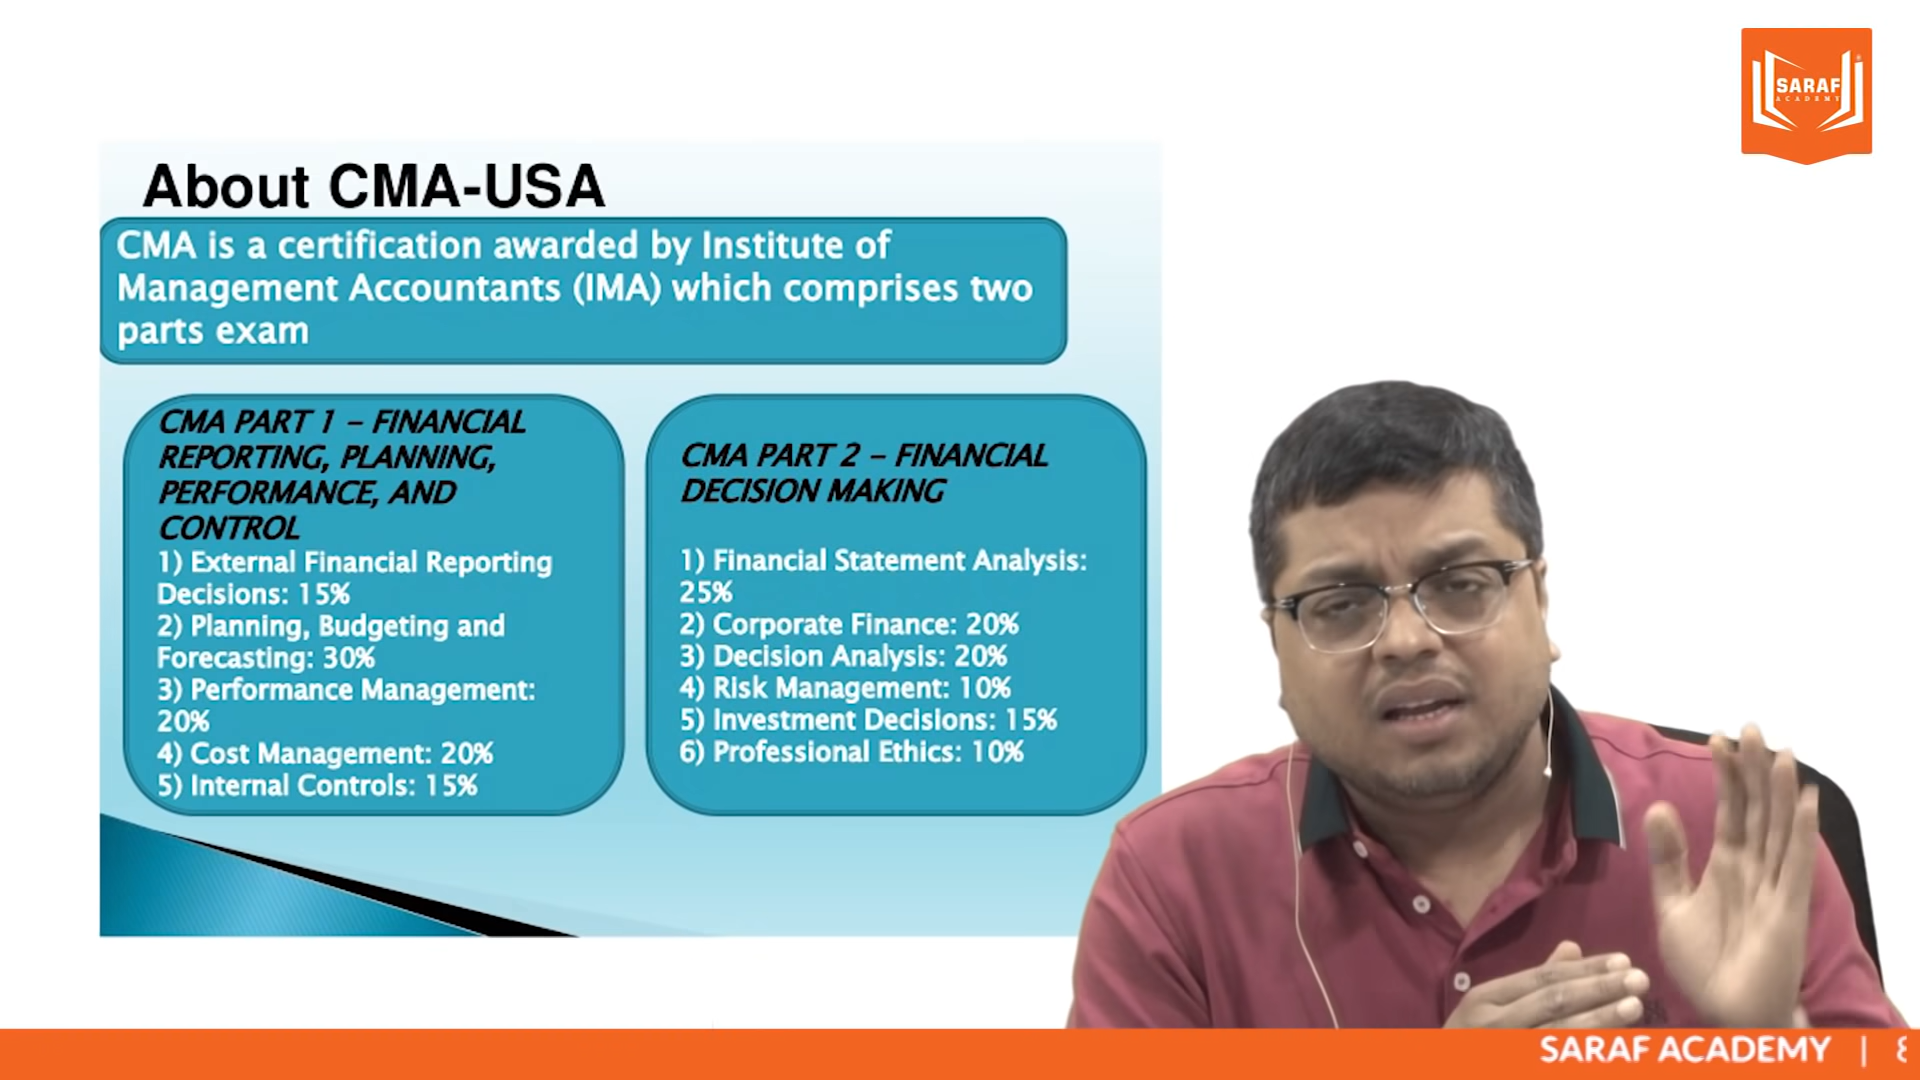 SARAF
ACADEMY
About CMA-USA
CMA is a certification awarded by Institute of
Management Accountants (IMA) which comprises two
parts exam
CMA PART 1 – FINANCIAL
REPORTING, PLANNING,
PERFORMANCE, AND
CONTROL
1) External Financial Reporting
Decisions: 15%
2) Planning, Budgeting and
Forecasting: 30%
3) Performance Management:
20%
4) Cost Management: 20%
5) Internal Controls: 15%
CMA PART 2 – FINANCIAL
DECISION MAKING
1) Financial Statement Analysis:
25%
2) Corporate Finance: 20%
3) Decision Analysis: 20%
4) Risk Management: 10%
5) Investment Decisions: 15%
6) Professional Ethics: 10%
SARAF ACADEMY |